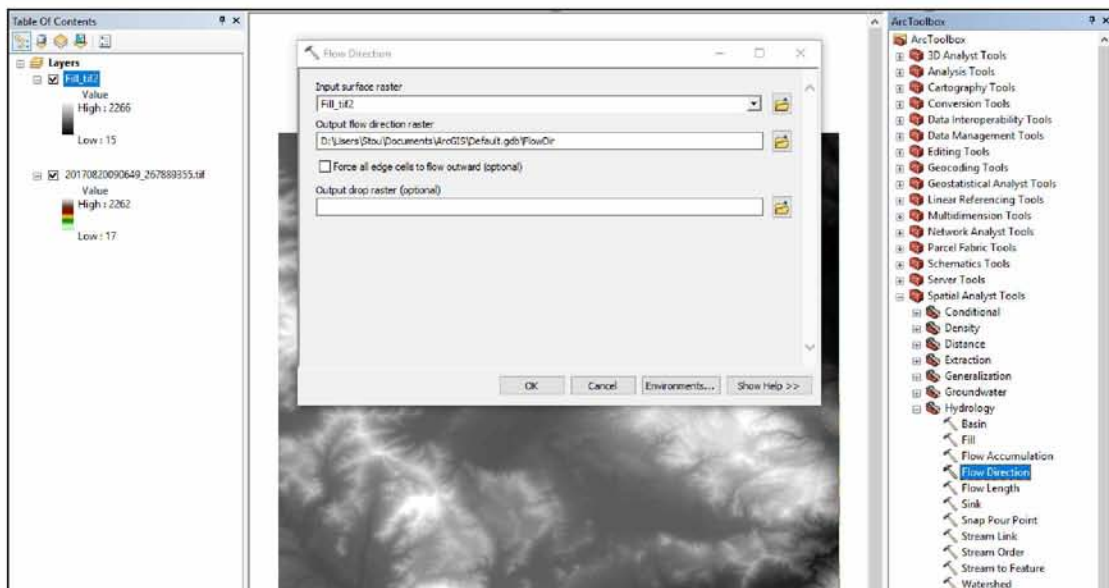 Table Of Contents
Layers
Fill_tif2
Value
High : 2266
Low : 15
20170820090649_267889355.tif
Value
High : 2262
Low : 17
Flow Direction
Input surface raster
Fill_tif2
Output flow direction raster
D:\Users\Stou\Documents\ArcGIS\Default.gdb\FlowDir
Force all edge cells to flow outward (optional)
Output drop raster (optional)
OK
Cancel
Environments...
Show Help >>
ArcToolbox
ArcToolbox
3D Analyst Tools
Analysis Tools
Cartography Tools
Conversion Tools
Data Interoperability Tools
Data Management Tools
Editing Tools
Geocoding Tools
Geostatistical Analyst Tools
Linear Referencing Tools
Multidimension Tools
Network Analyst Tools
Parcel Fabric Tools
Schematics Tools
Server Tools
Spatial Analyst Tools
Conditional
Density
Distance
Extraction
Generalization
Groundwater
Hydrology
Basin
Fill
Flow Accumulation
Flow Direction
Flow Length
Sink
Snap Pour Point
Stream Link
Stream Order
Stream to Feature
Watershed